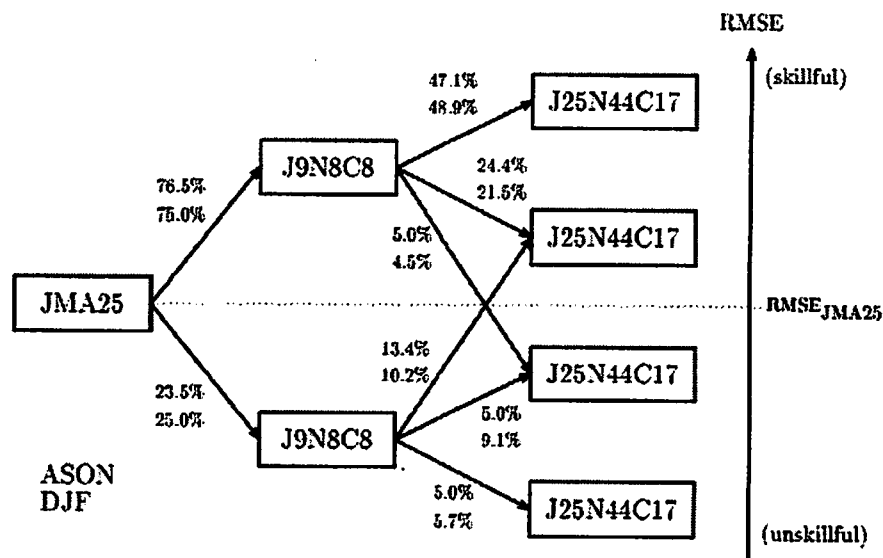 RMSE
(skillful)
47.1%
48.9%
J25N44C17
J9N8C8
24.4%
21.5%
76.5%
75.0%
5.0%
4.5%
J25N44C17
JMA25
RMSE JMA25
13.4%
10.2%
J25N44C17
23.5%
25.0%
J9N8C8
5.0%
9.1%
ASON
DJF
5.0%
5.7%
J25N44C17
(unskillful)